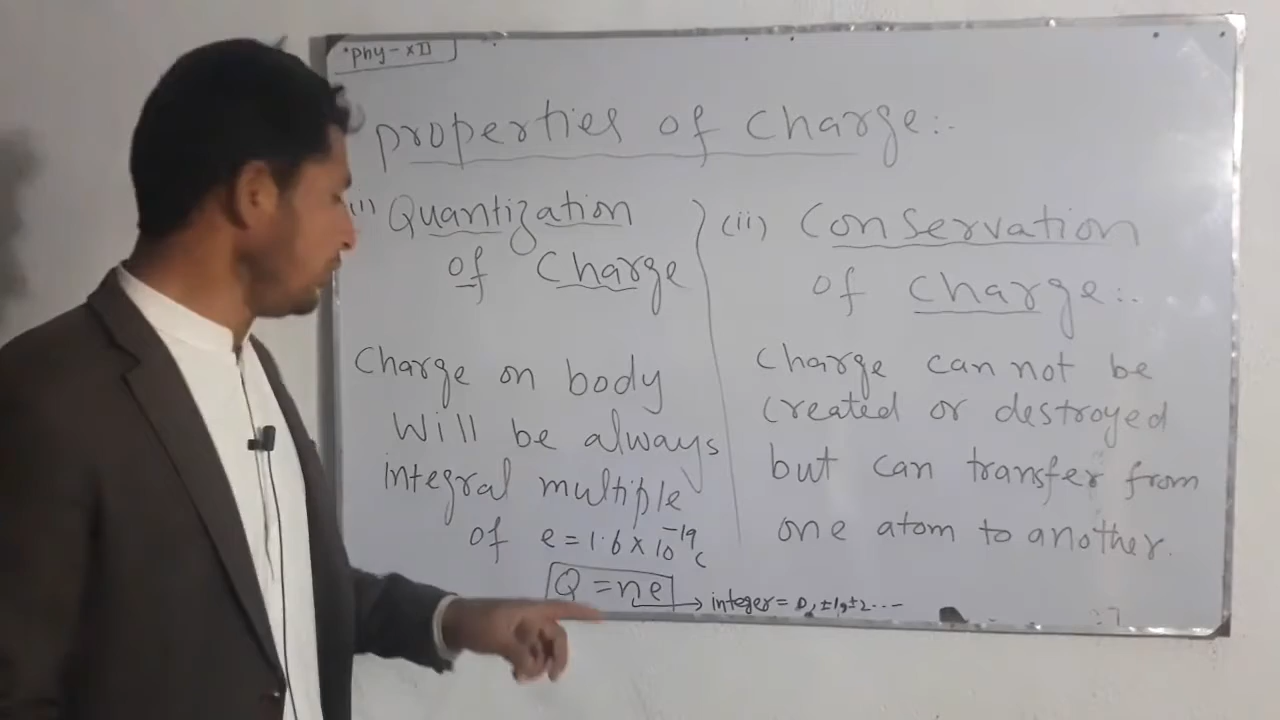 *Phy-XII
properties of charge:-
(i) Quantization
of charge
Charge on body
Will be always
integral multiple
of e = 1.6 × 10⁻¹⁹c
Q = ne
→ integer = 0, ±1, ±2 ...
(ii) Conservation
of charge:-
Charge can not be
created or destroyed
but can transfer from
one atom to another.